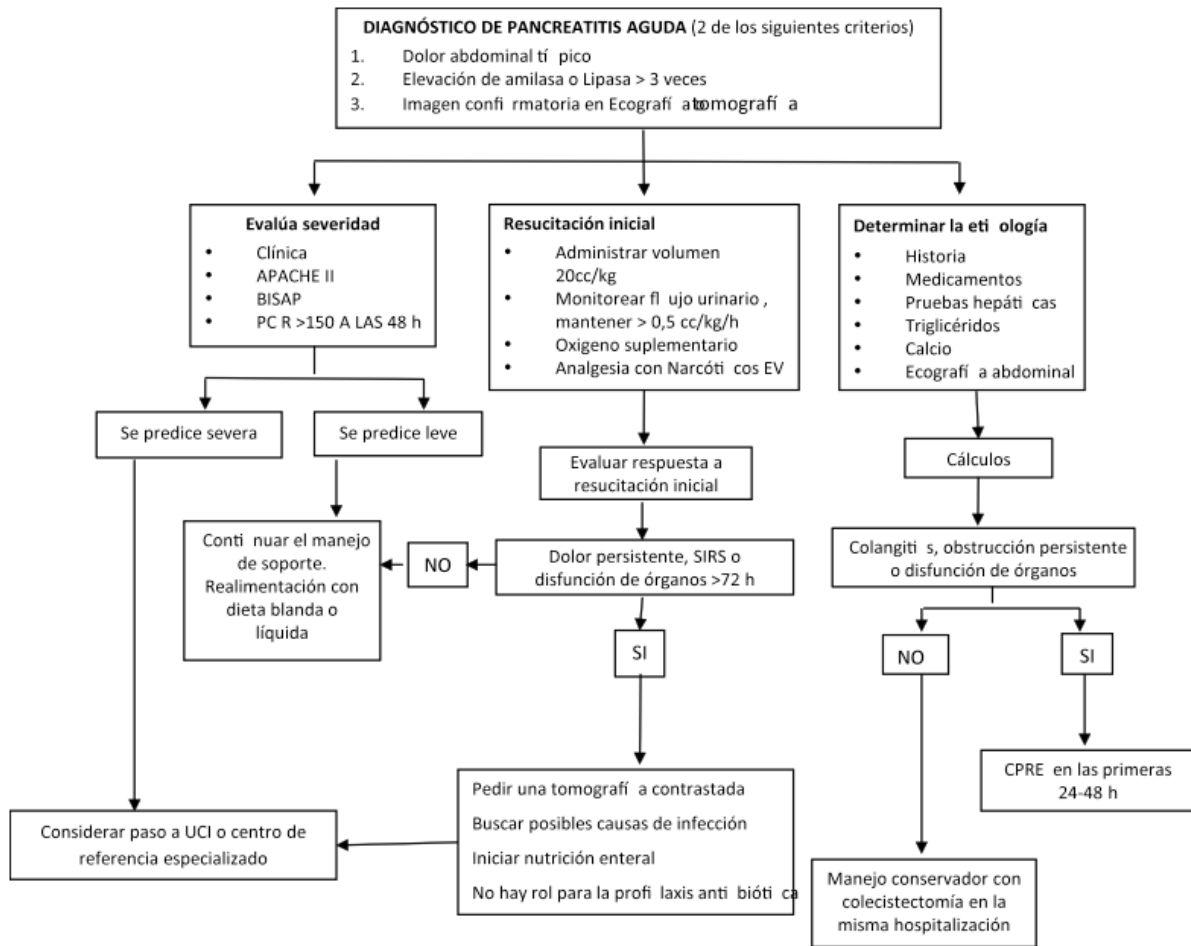 DIAGNÓSTICO DE PANCREATITIS AGUDA (2 de los siguientes criterios)
1. Dolor abdominal tí pico
2. Elevación de amilasa o Lipasa > 3 veces
3. Imagen confi rmatoria en Ecografí a tomografí a
Evalúa severidad
• Clínica
• APACHE II
• BISAP
• PC R >150 A LAS 48 h
Resucitación inicial
• Administrar volumen
20cc/kg
• Monitorear fl ujo urinario ,
mantener > 0,5 cc/kg/h
• Oxigeno suplementario
• Analgesia con Narcóti cos EV
Determinar la eti ología
• Historia
• Medicamentos
• Pruebas hepáti cas
• Triglicéridos
• Calcio
• Ecografí a abdominal
Se predice severa
Se predice leve
Evaluar respuesta a
resucitación inicial
Cálculos
Conti nuar el manejo
de soporte.
Realimentación con
dieta blanda o
líquida
NO
Dolor persistente, SIRS o
disfunción de órganos >72 h
Colangiti s, obstrucción persistente
o disfunción de órganos
SI
NO
SI
CPRE en las primeras
24-48 h
Considerar paso a UCI o centro de
referencia especializado
Pedir una tomografí a contrastada
Buscar posibles causas de infección
Iniciar nutrición enteral
No hay rol para la profi laxis anti bióti ca
Manejo conservador con
colecistectomía en la
misma hospitalización